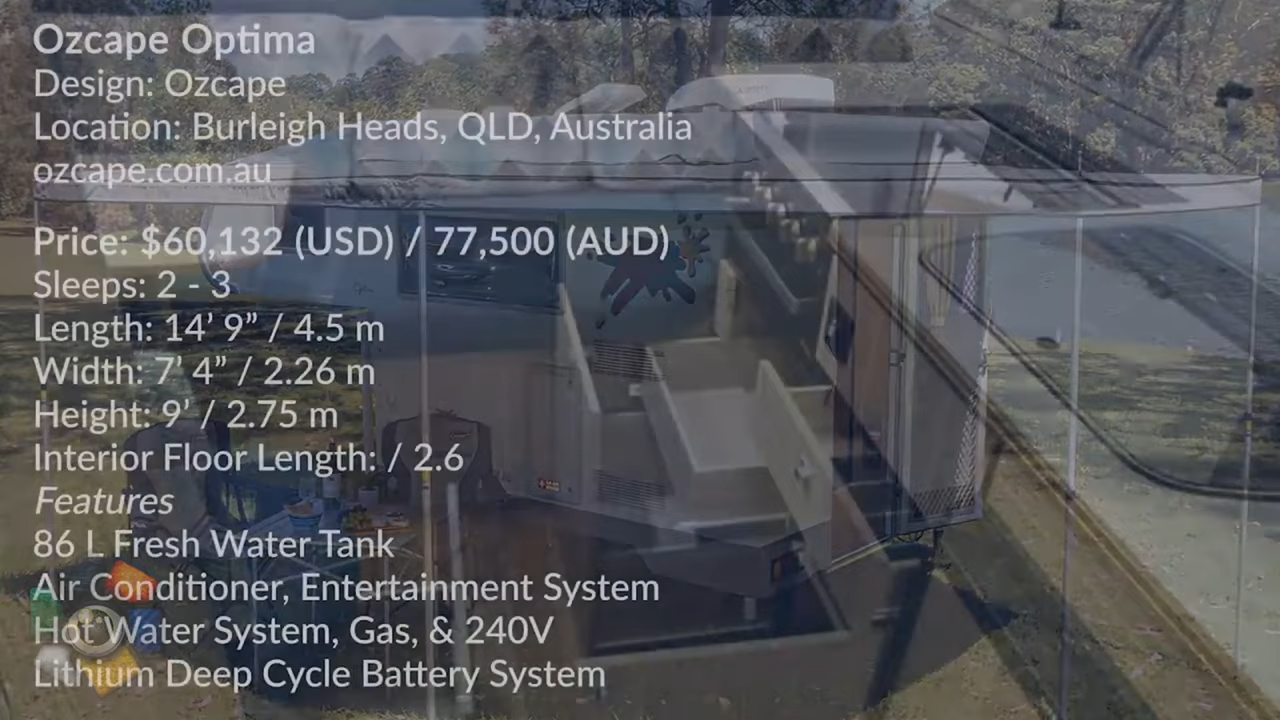 Ozcape Optima
Design: Ozcape
Location: Burleigh Heads, QLD, Australia
ozcape.com.au
Price: $60,132 (USD) / 77,500 (AUD)
Sleeps: 2 - 3
Length: 14’ 9” / 4.5 m
Width: 7’ 4” / 2.26 m
Height: 9’ / 2.75 m
Interior Floor Length: / 2.6
Features
86 L Fresh Water Tank
Air Conditioner, Entertainment System
Hot Water System, Gas, & 240V
Lithium Deep Cycle Battery System